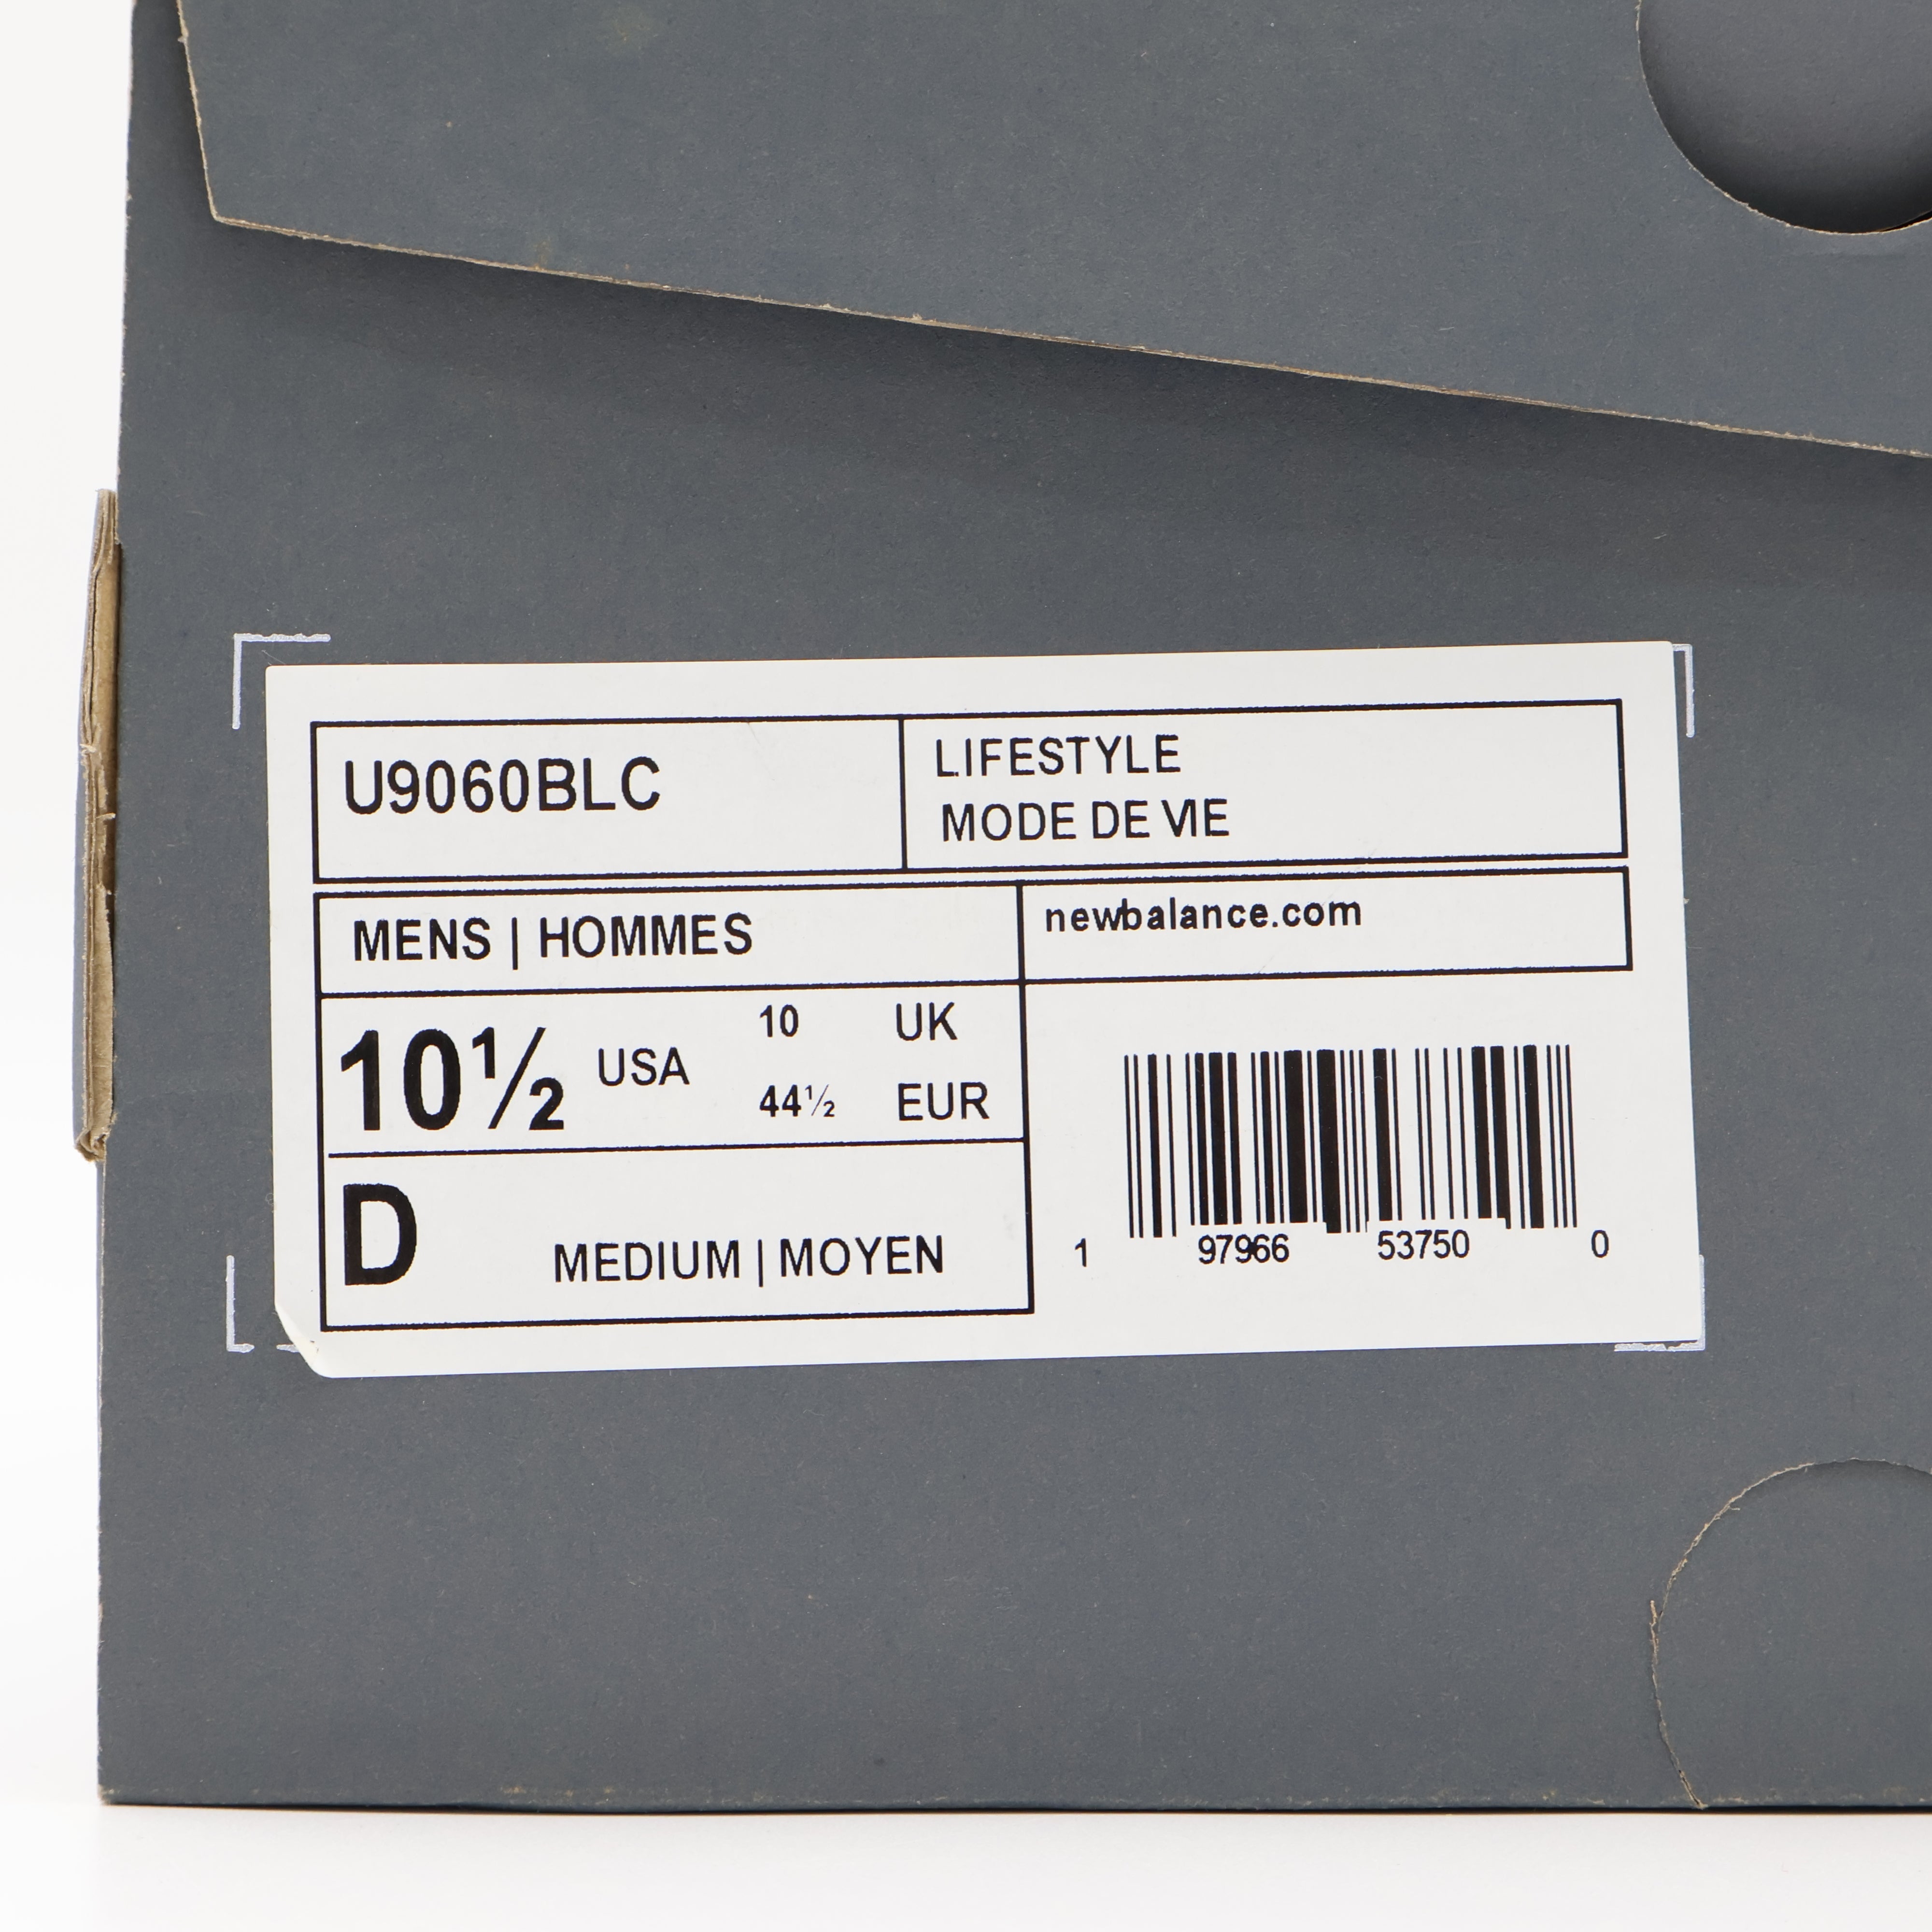 U9060BLC
LIFESTYLE
MODE DE VIE
MENS | HOMMES
newbalance.com
10½ USA
10 UK
44½ EUR
D
MEDIUM | MOYEN
1 97966 53750 0